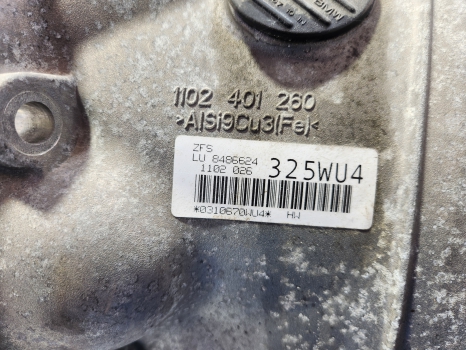 BMW
1102 401 260
>AlSi9Cu3(Fe)<
ZFS
LU 8486624
1102 026
325WU4
*0310670WU4* HW